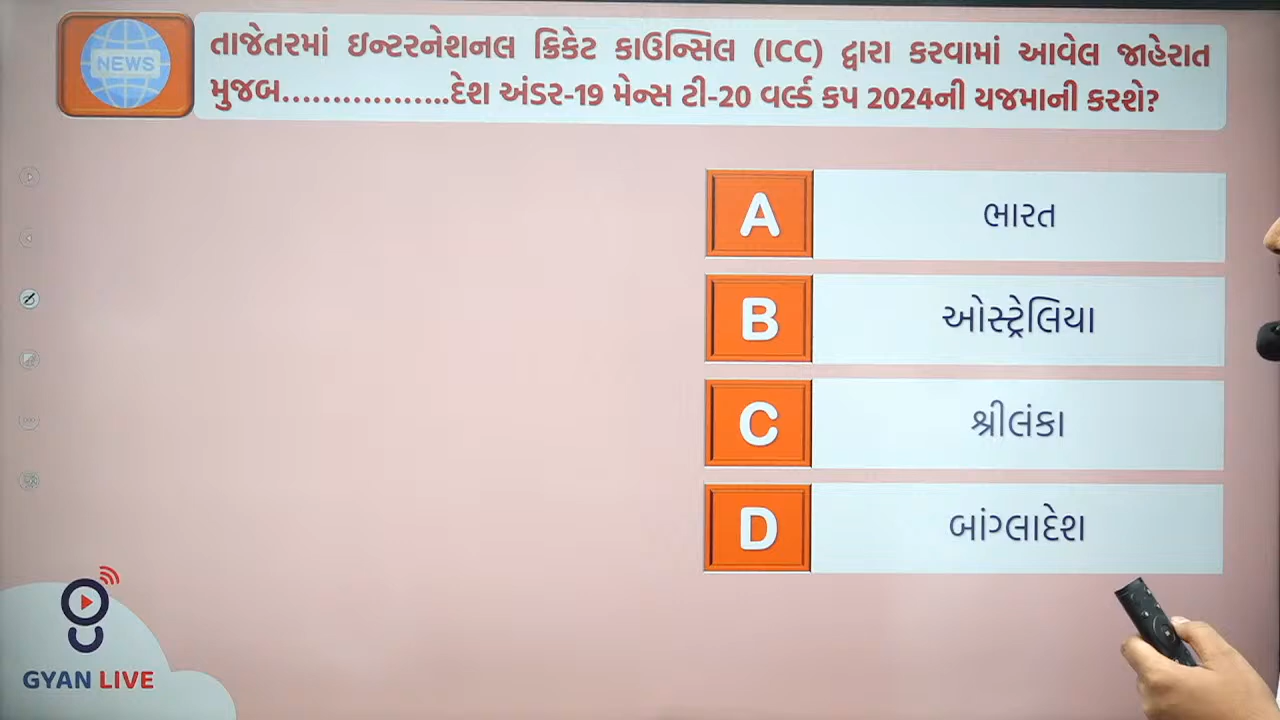 NEWS
તાજેતરમાં ઇન્ટરનેશનલ ક્રિકેટ કાઉન્સિલ (ICC) દ્વારા કરવામાં આવેલ જાહેરાત
મુજબ……………..દેશ અંડર-19 મેન્સ ટી-20 વર્લ્ડ કપ 2024ની યજમાની કરશે?
A ભારત
B ઓસ્ટ્રેલિયા
C શ્રીલંકા
D બાંગ્લાદેશ
GYAN LIVE